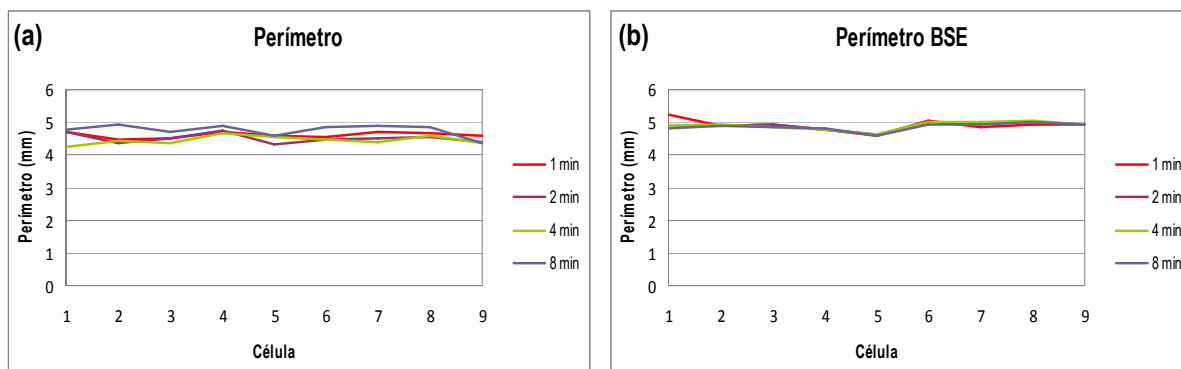 (a)
Perímetro
Perímetro (mm)
6
5
4
3
2
1
0
1 2 3 4 5 6 7 8 9
Célula
1 min
2 min
4 min
8 min
(b)
Perímetro BSE
Perímetro (mm)
6
5
4
3
2
1
0
1 2 3 4 5 6 7 8 9
Célula
1 min
2 min
4 min
8 min